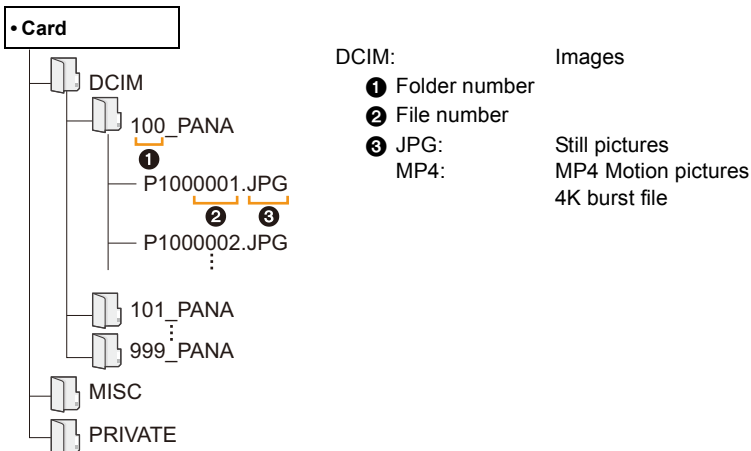 • Card
DCIM
100_PANA
❶
P1000001.JPG
❷ ❸
P1000002.JPG
101_PANA
999_PANA
MISC
PRIVATE
DCIM: Images
❶ Folder number
❷ File number
❸ JPG: Still pictures
MP4: MP4 Motion pictures
4K burst file